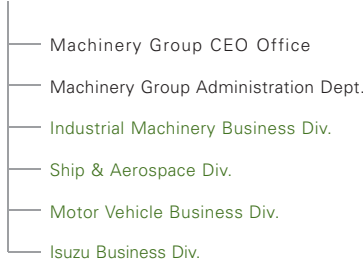 Machinery Group CEO Office
Machinery Group Administration Dept.
Industrial Machinery Business Div.
Ship & Aerospace Div.
Motor Vehicle Business Div.
Isuzu Business Div.